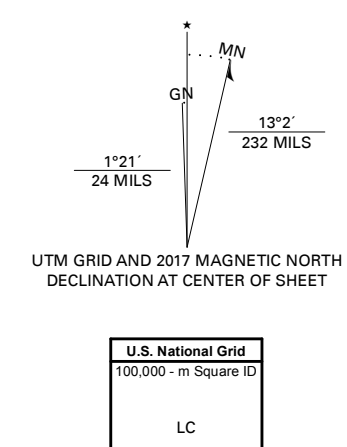 ★
MN
GN
13°2´
232 MILS
1°21´
24 MILS
UTM GRID AND 2017 MAGNETIC NORTH
DECLINATION AT CENTER OF SHEET
U.S. National Grid
100,000 - m Square ID
LC